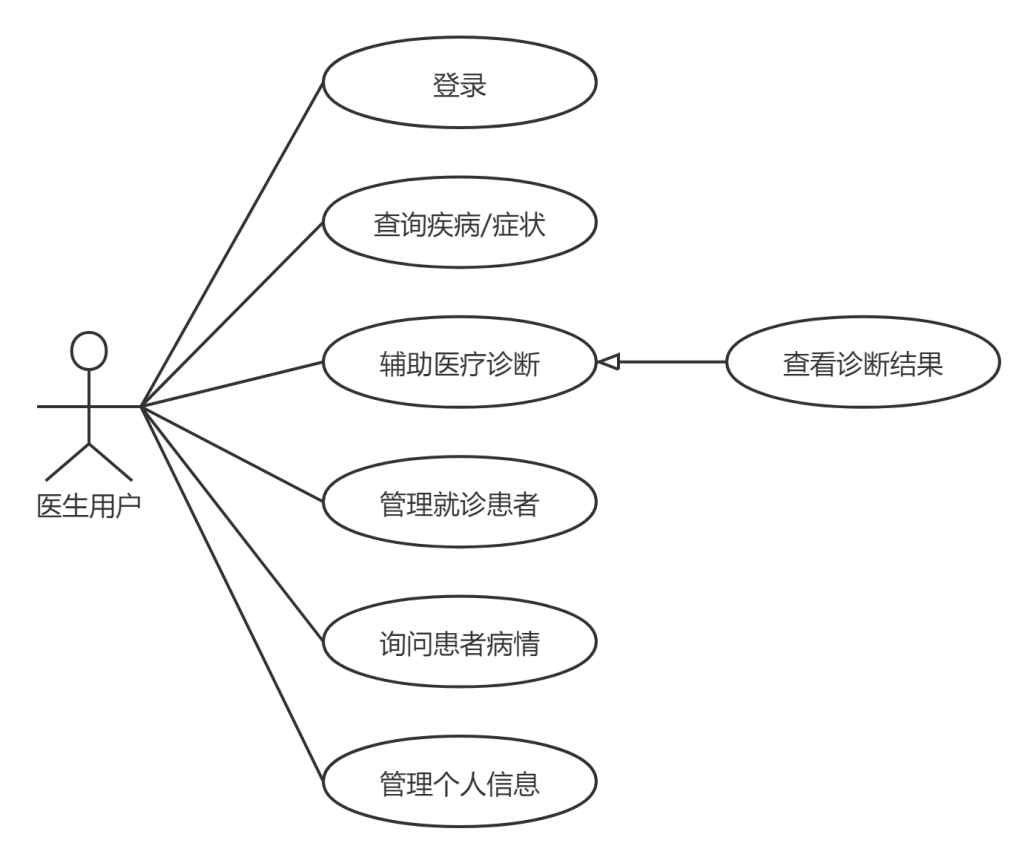 登录
查询疾病/症状
辅助医疗诊断
查看诊断结果
医生用户
管理就诊患者
询问患者病情
管理个人信息